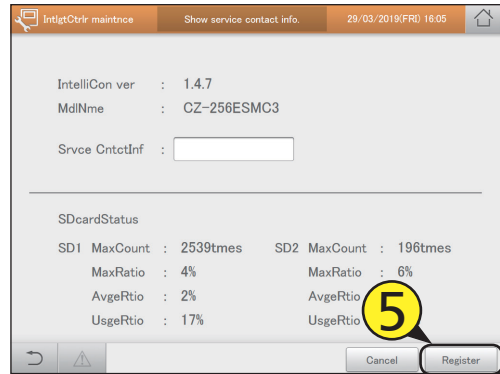 IntlgtCtrlr maintnce Show service contact info. 29/03/2019(FRI) 16:05
IntelliCon ver : 1.4.7
MdlNme : CZ-256ESMC3
Srvce CntctInf :
SDcardStatus
SD1 MaxCount : 2539tmes SD2 MaxCount : 196tmes
MaxRatio : 4% MaxRatio : 6%
AvgeRtio : 2% AvgeRtio
UsgeRtio : 17% UsgeRtio
5
Cancel Register